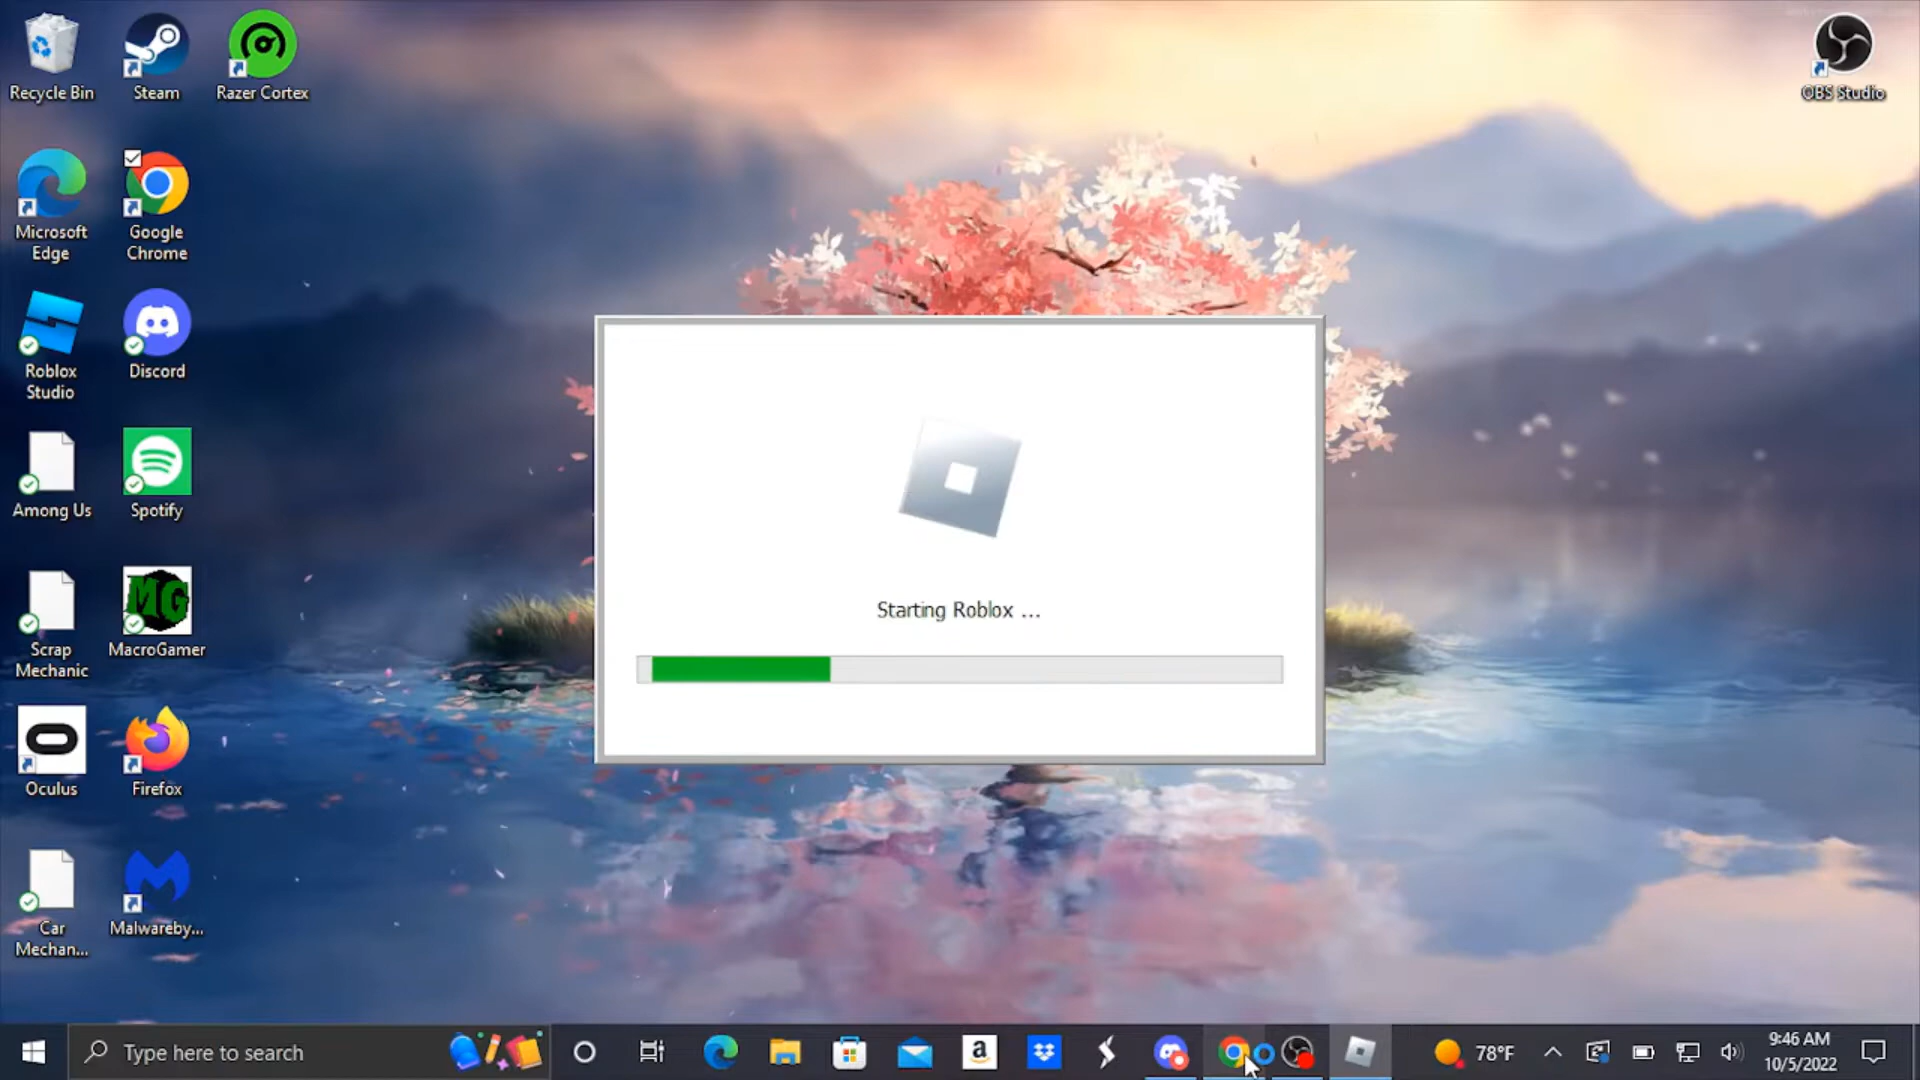 Recycle Bin
Steam
Razer Cortex
OBS Studio
Microsoft
Edge
Google
Chrome
Roblox
Studio
Discord
Among Us
Spotify
Scrap
Mechanic
MG
MacroGamer
Oculus
Firefox
Car
Mechan...
Malwareby...
Starting Roblox ...
Type here to search
a
78°F
9:46 AM
10/5/2022